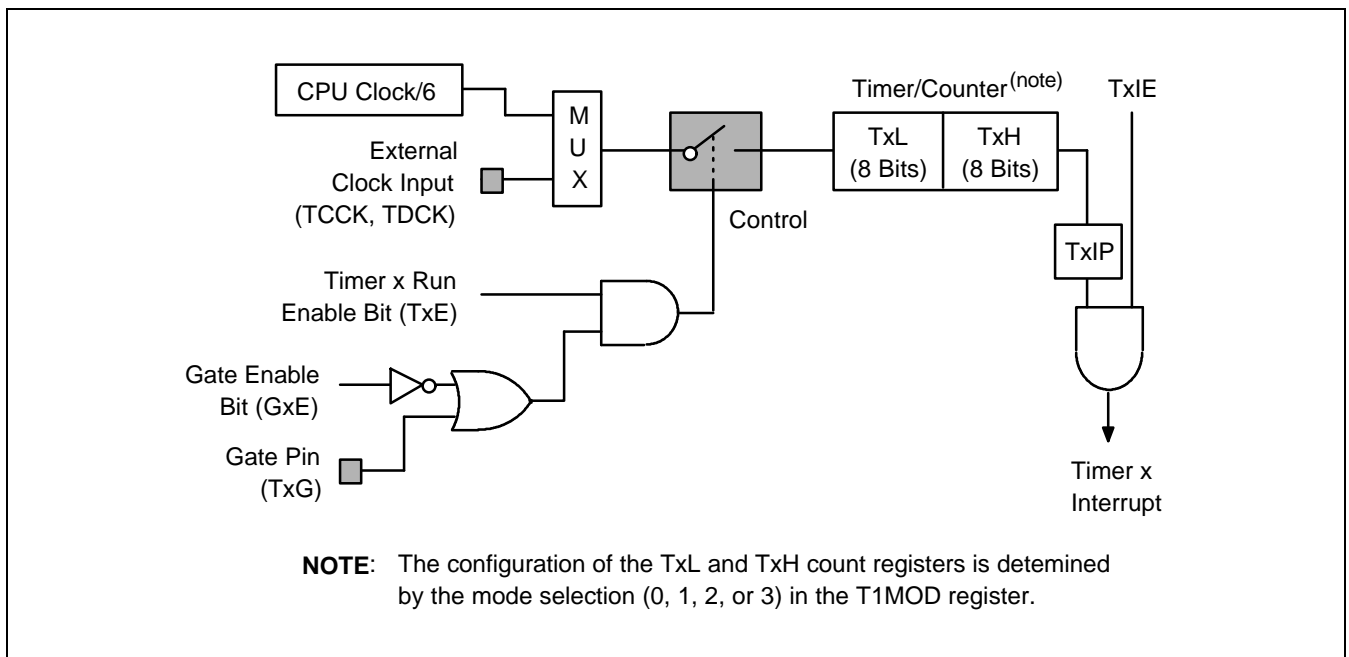 CPU Clock/6
External
Clock Input
(TCCK, TDCK)
M
U
X
Control
Timer/Counter(note)
TxL
(8 Bits)
TxH
(8 Bits)
TxIE
TxIP
Timer x Run
Enable Bit (TxE)
Gate Enable
Bit (GxE)
Gate Pin
(TxG)
Timer x
Interrupt
NOTE: The configuration of the TxL and TxH count registers is detemined
by the mode selection (0, 1, 2, or 3) in the T1MOD register.